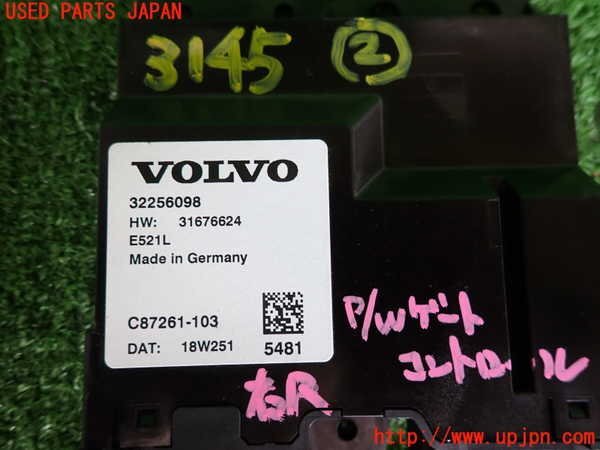 USED PARTS JAPAN
3145 ②
VOLVO
32256098
HW: 31676624
E521L
Made in Germany
C87261-103
DAT: 18W251 5481
P/Wゲート
コントロール
右R
http://www.upjpn.com/